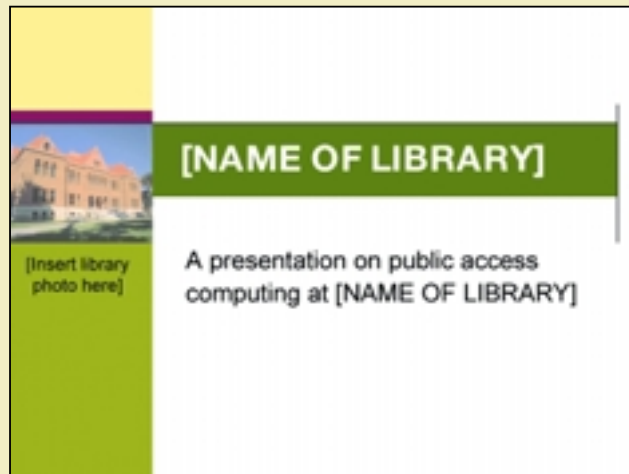 [NAME OF LIBRARY]
[Insert library
photo here]
A presentation on public access
computing at [NAME OF LIBRARY]